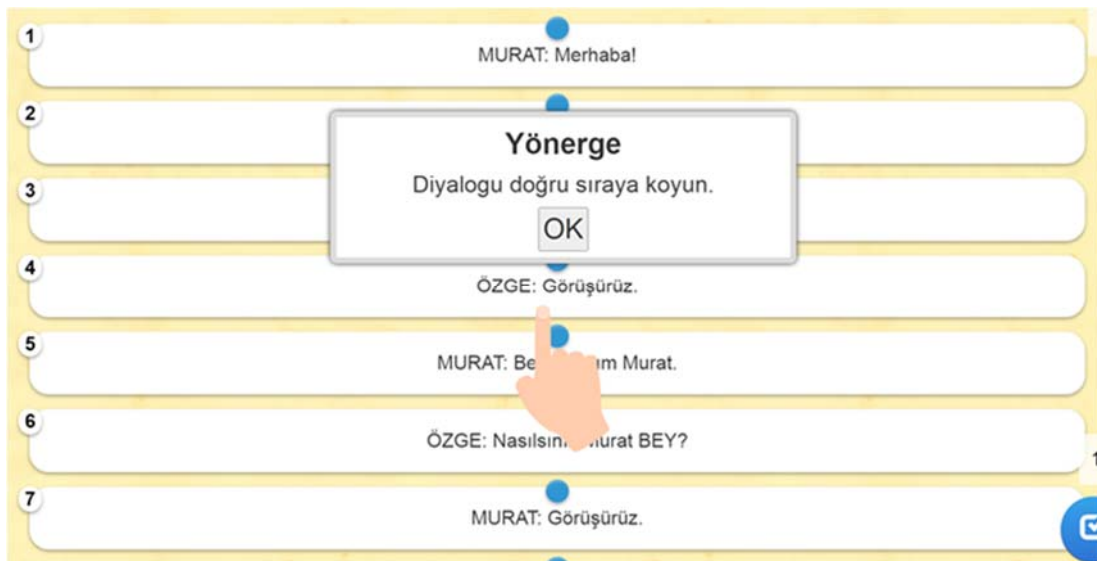 1
MURAT: Merhaba!
2
Yönerge
Diyalogu doğru sıraya koyun.
OK
3
4
ÖZGE: Görüşürüz.
5
MURAT: Murat.
6
ÖZGE: Murat BEY?
7
MURAT: Görüşürüz.